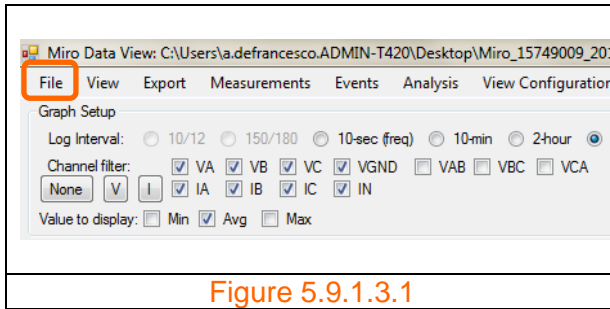 Miro Data View: C:\Users\a.defrancesco.ADMIN-T420\Desktop\Miro_15749009_201
File View Export Measurements Events Analysis View Configuration
Graph Setup
Log Interval: 10/12 150/180 10-sec (freq) 10-min 2-hour
Channel filter: VA VB VC VGND VAB VBC VCA
None V I IA IB IC IN
Value to display: Min Avg Max
Figure 5.9.1.3.1